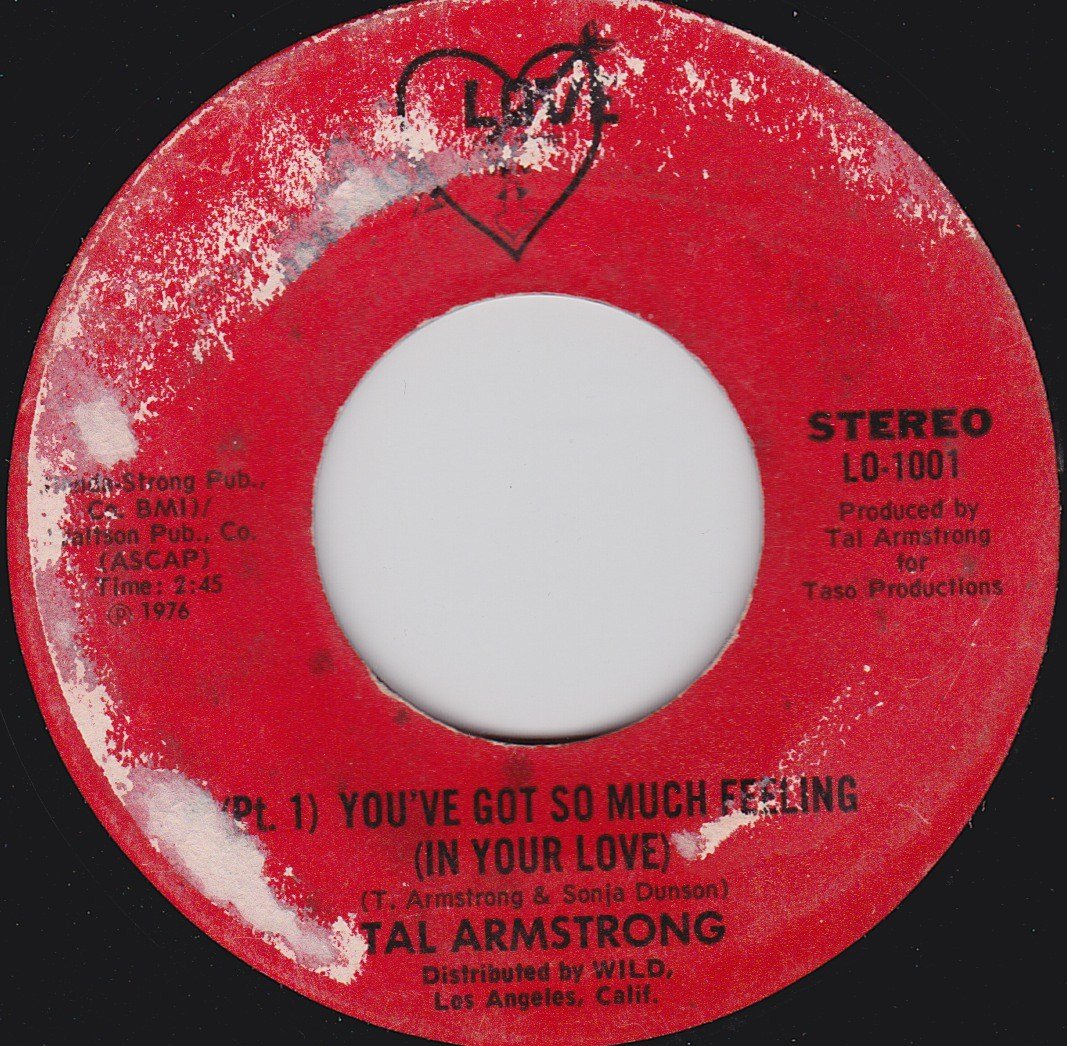 LOVE
STEREO
LO-1001
Produced by
Tal Armstrong
for
Taso Productions
Pub.,
Co. BMI)/
Pub., Co.
(ASCAP)
Time: 2:45
℗ 1976
(Pt. 1) YOU'VE GOT SO MUCH FEELING
(IN YOUR LOVE)
(T. Armstrong & Sonja Dunson)
TAL ARMSTRONG
Distributed by WILD,
Los Angeles, Calif.